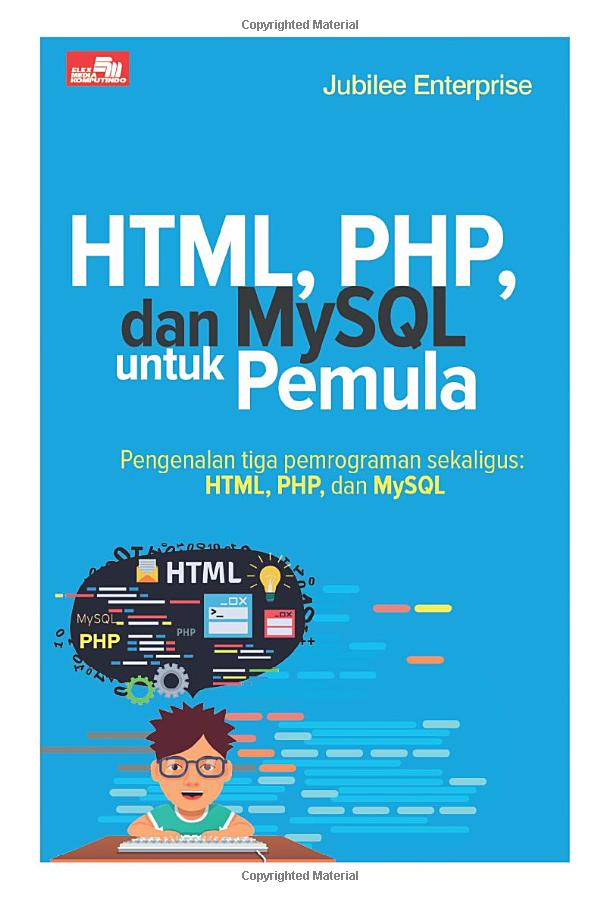 Copyrighted Material
ELEX
MEDIA
KOMPUTINDO
Jubilee Enterprise
HTML, PHP,
dan MySQL
untuk Pemula
Pengenalan tiga pemrograman sekaligus:
HTML, PHP, dan MySQL
HTML
MySQL
PHP
PHP
Copyrighted Material